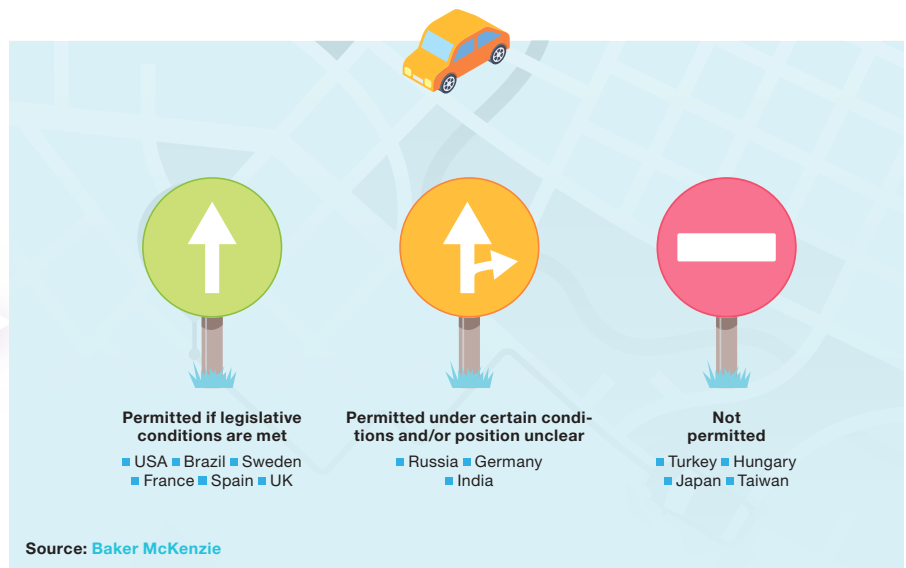 Permitted if legislative
conditions are met
USA Brazil Sweden
France Spain UK
Permitted under certain condi-
tions and/or position unclear
Russia Germany
India
Not
permitted
Turkey Hungary
Japan Taiwan
Source: Baker McKenzie